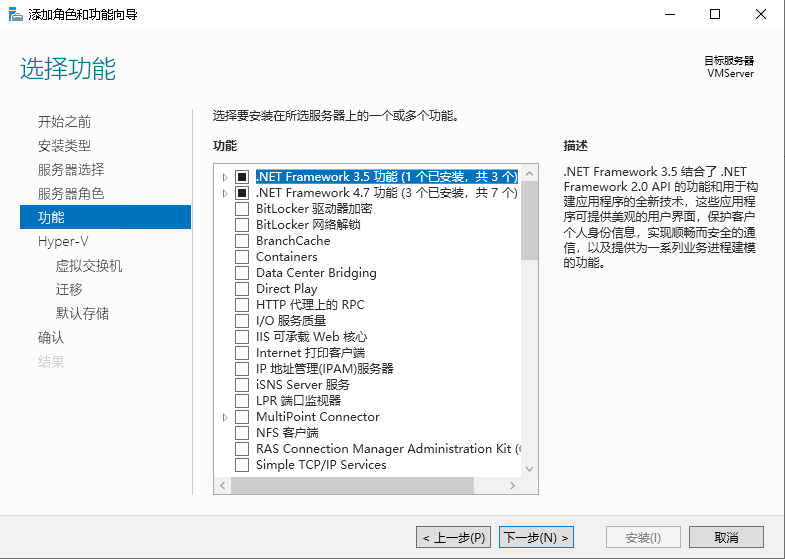 添加角色和功能向导
选择功能
目标服务器
VMServer
开始之前
安装类型
服务器选择
服务器角色
功能
Hyper-V
虚拟交换机
迁移
默认存储
确认
结果
选择要安装在所选服务器上的一个或多个功能。
功能
.NET Framework 3.5 功能 (1 个已安装，共 3 个)
.NET Framework 4.7 功能 (3 个已安装，共 7 个)
BitLocker 驱动器加密
BitLocker 网络解锁
BranchCache
Containers
Data Center Bridging
Direct Play
HTTP 代理上的 RPC
I/O 服务质量
IIS 可承载 Web 核心
Internet 打印客户端
IP 地址管理(IPAM)服务器
iSNS Server 服务
LPR 端口监视器
MultiPoint Connector
NFS 客户端
RAS Connection Manager Administration Kit (
Simple TCP/IP Services
描述
.NET Framework 3.5 结合了 .NET
Framework 2.0 API 的功能和用于构
建应用程序的全新技术，这些应用程
序可提供美观的用户界面，保护客户
个人身份信息，实现顺畅而安全的通
信，以及提供为一系列业务进程建模
的功能。
< 上一步(P)
下一步(N) >
安装(I)
取消